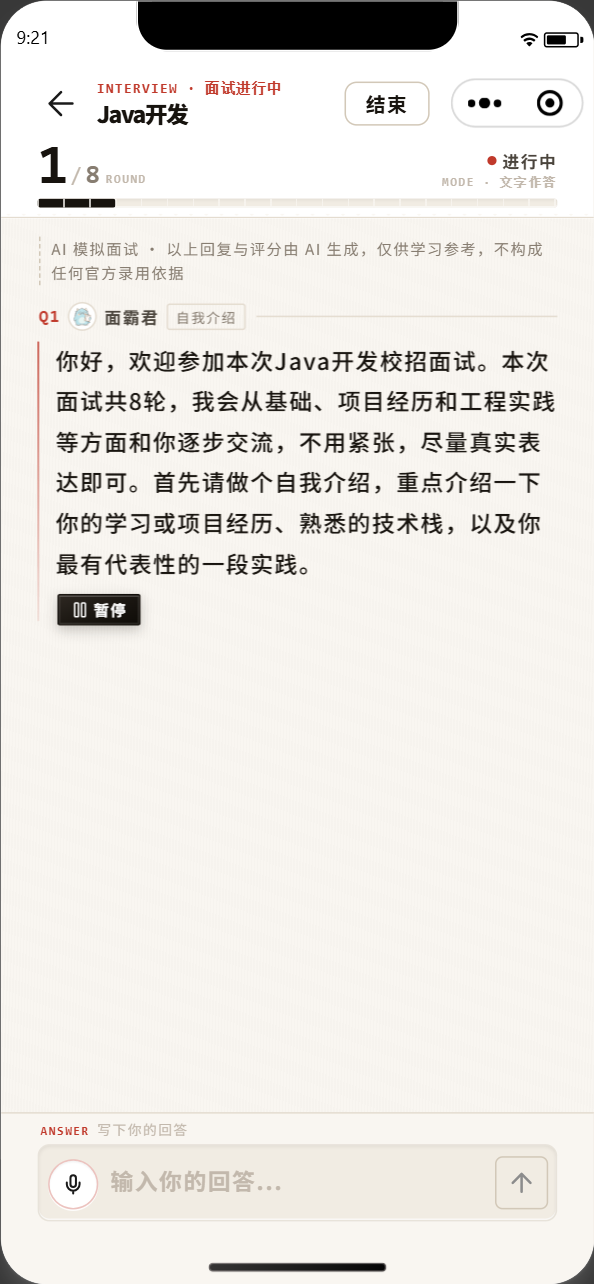 9:21
INTERVIEW · 面试进行中
Java开发
结束
1/8 ROUND
进行中
MODE · 文字作答
AI 模拟面试 · 以上回复与评分由 AI 生成，仅供学习参考，不构成
任何官方录用依据
Q1 面霸君 自我介绍
你好，欢迎参加本次Java开发校招面试。本次
面试共8轮，我会从基础、项目经历和工程实践
等方面和你逐步交流，不用紧张，尽量真实表
达即可。首先请做个自我介绍，重点介绍一下
你的学习或项目经历、熟悉的技术栈，以及你
最有代表性的一段实践。
暂停
ANSWER 写下你的回答
输入你的回答...